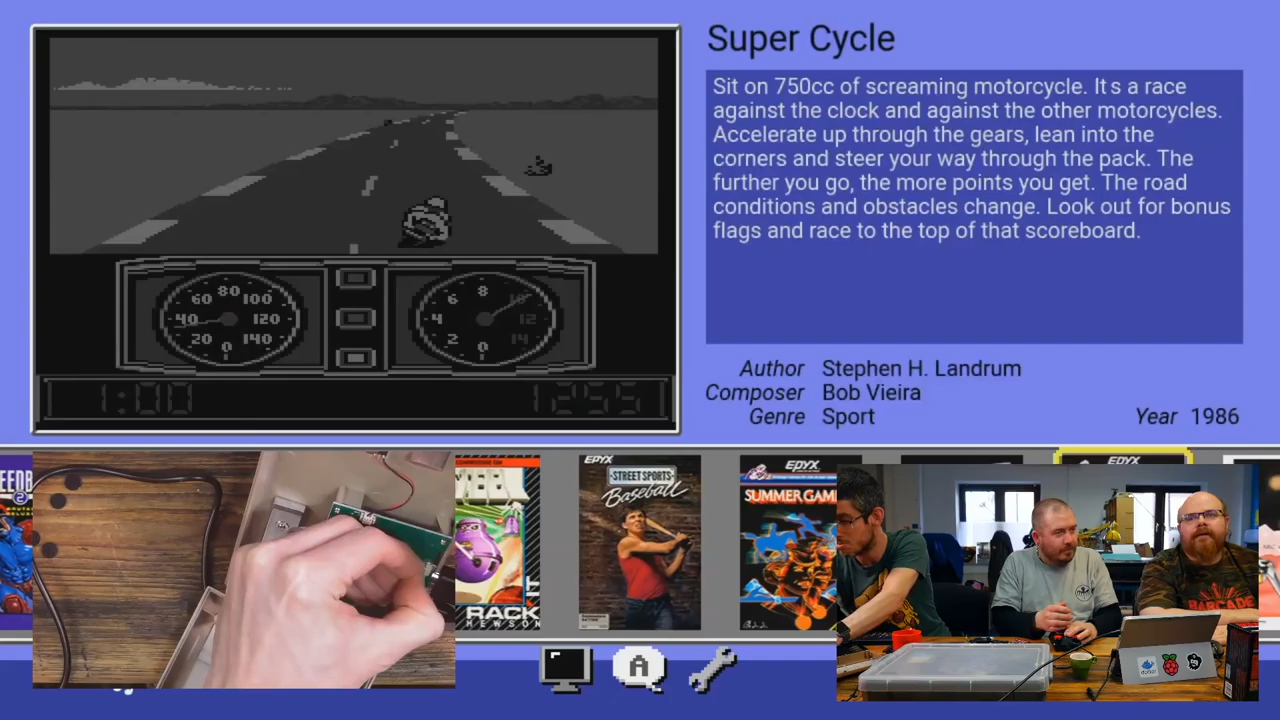 Super Cycle
Sit on 750cc of screaming motorcycle. It's a race
against the clock and against the other motorcycles.
Accelerate up through the gears, lean into the
corners and steer your way through the pack. The
further you go, the more points you get. The road
conditions and obstacles change. Look out for bonus
flags and race to the top of that scoreboard.
60 80 100
40 120
20 0 140
6 8 10
4 12
2 0 14
1:00 1255
Author Stephen H. Landrum
Composer Bob Vieira
Genre Sport
Year 1986
EPYX
STREET SPORTS
Baseball
EPYX
SUMMER GAM
EPYX
RACK
HEWSON
BARCADE
A